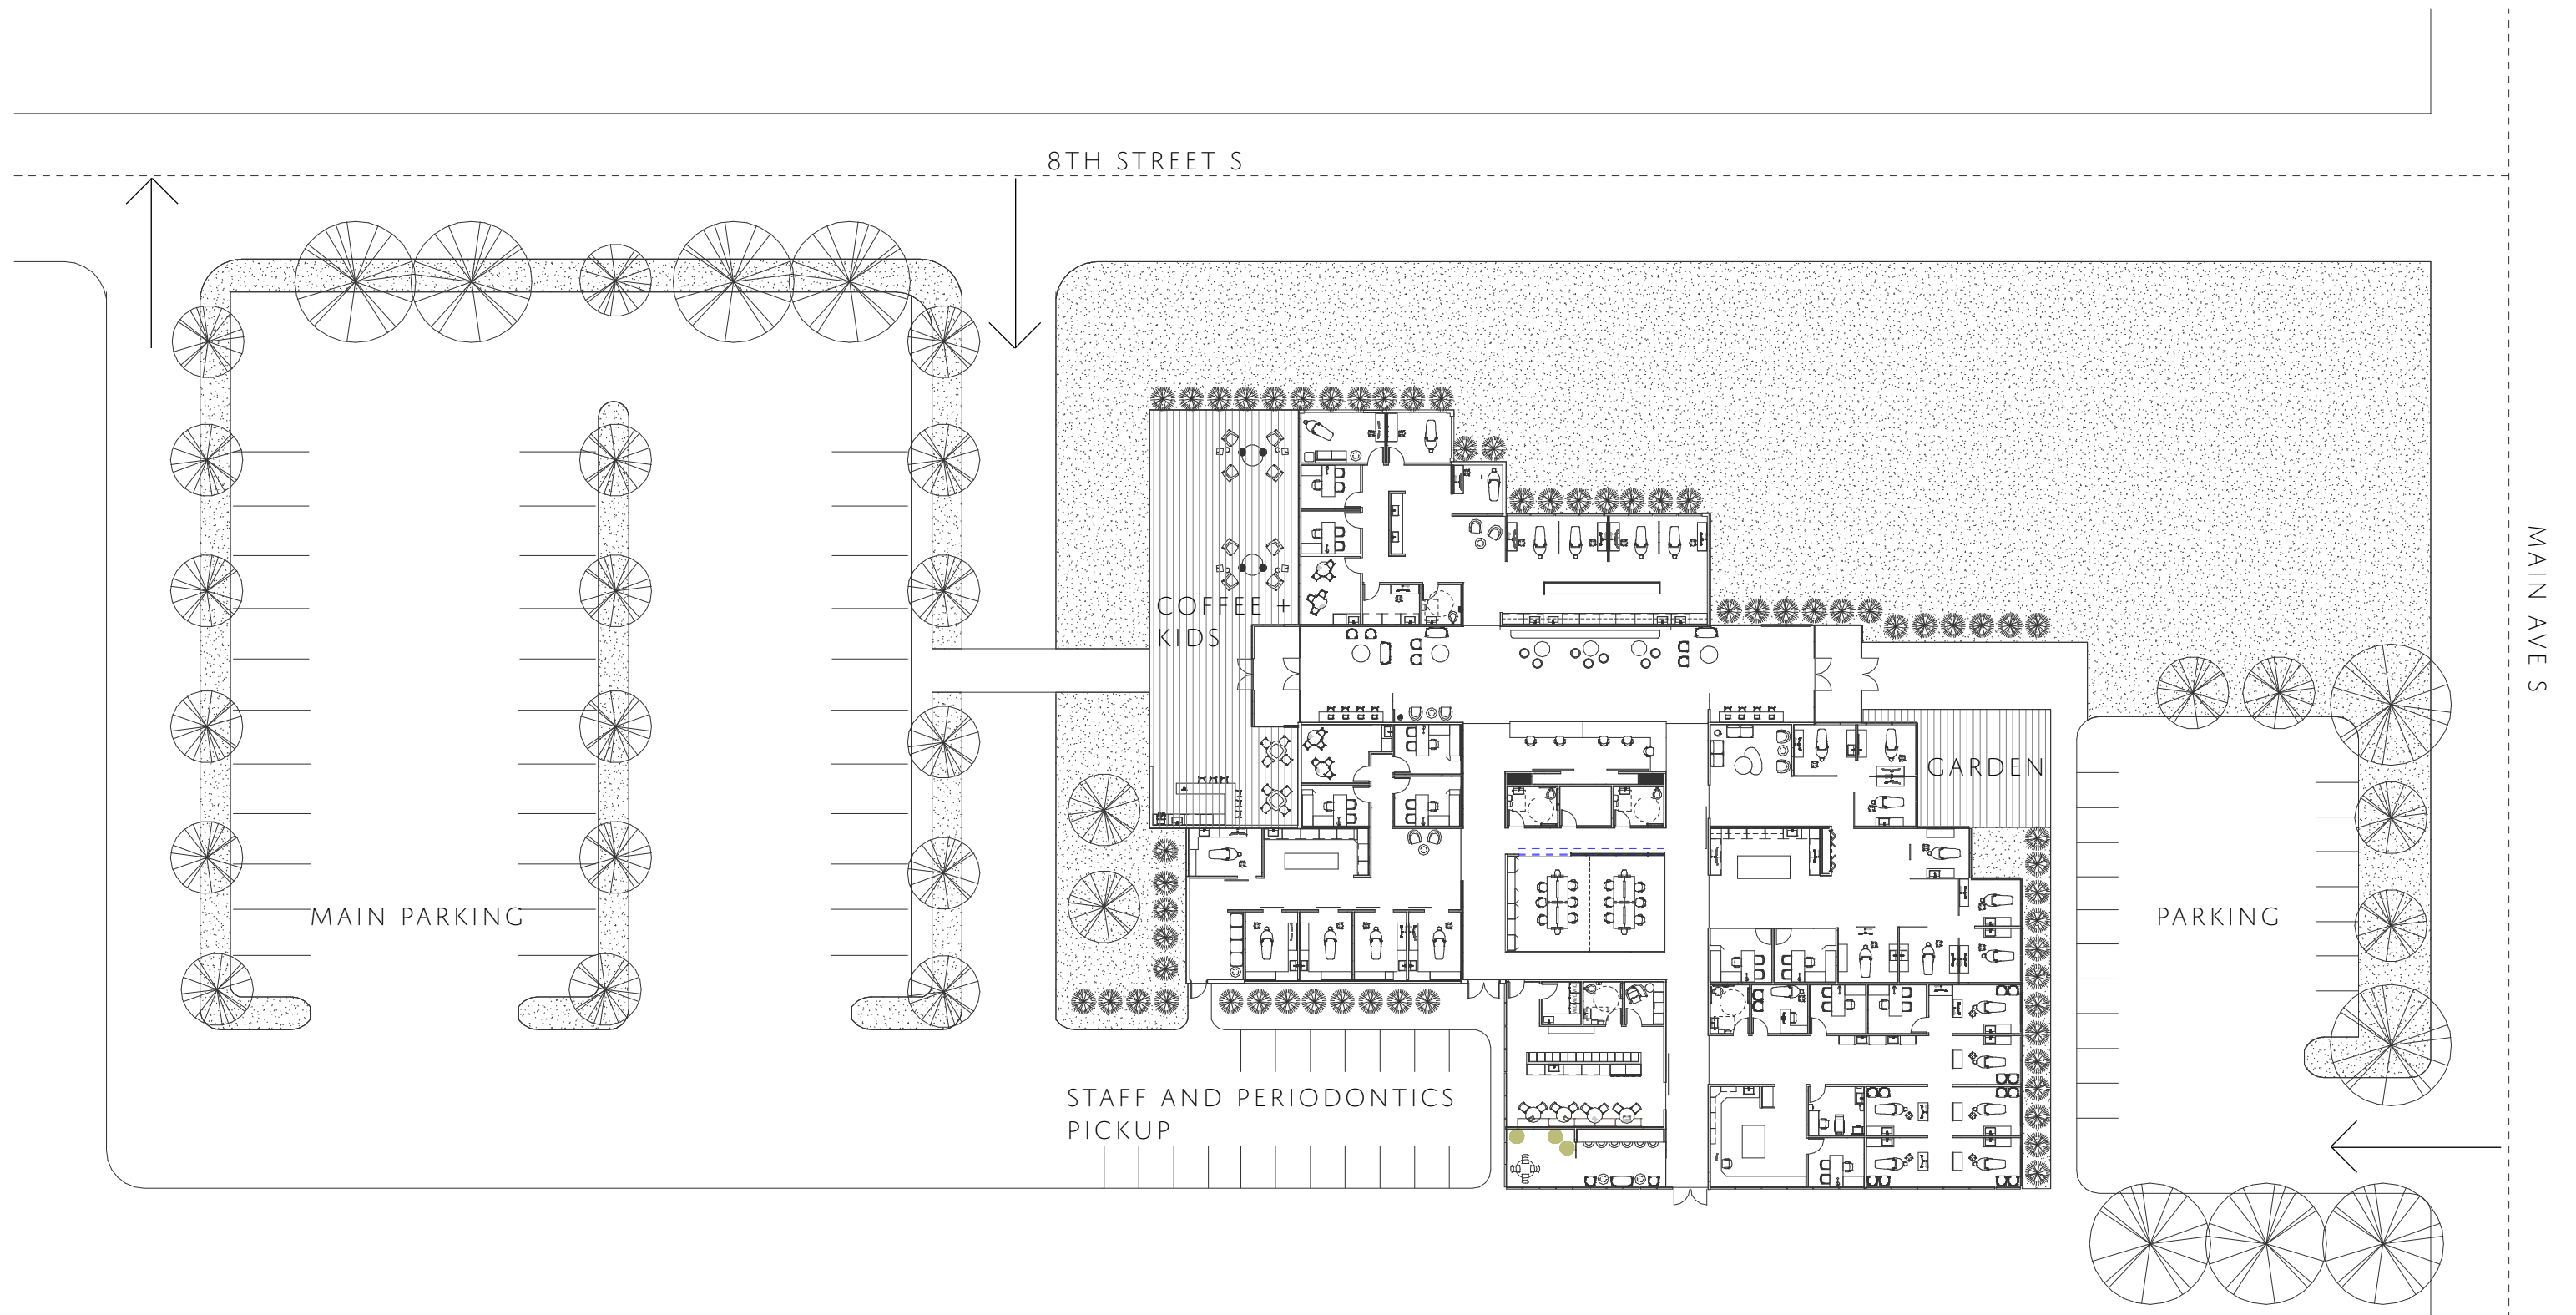 8TH STREET S
MAIN AVE S
COFFEE +
KIDS
GARDEN
MAIN PARKING
PARKING
STAFF AND PERIODONTICS
PICKUP